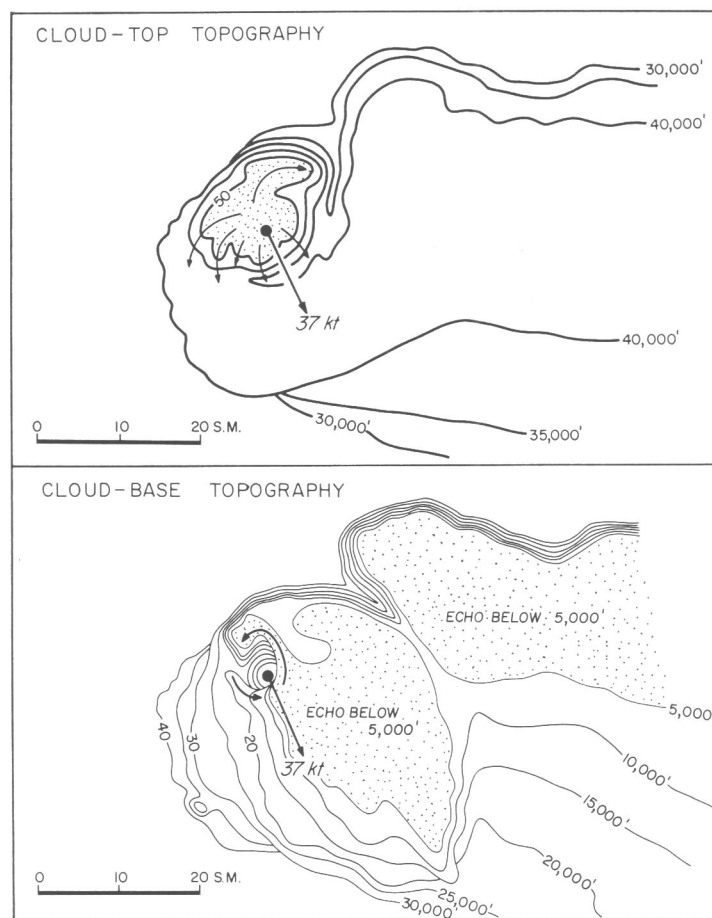 CLOUD-TOP TOPOGRAPHY
30,000'
40,000'
50
37 kt
40,000'
0 10 20 S.M.
30,000'
35,000'
CLOUD-BASE TOPOGRAPHY
ECHO BELOW 5,000'
ECHO BELOW
5,000'
5,000'
40
30
20
37 kt
10,000'
15,000'
20,000'
0 10 20 S.M.
25,000'
30,000'